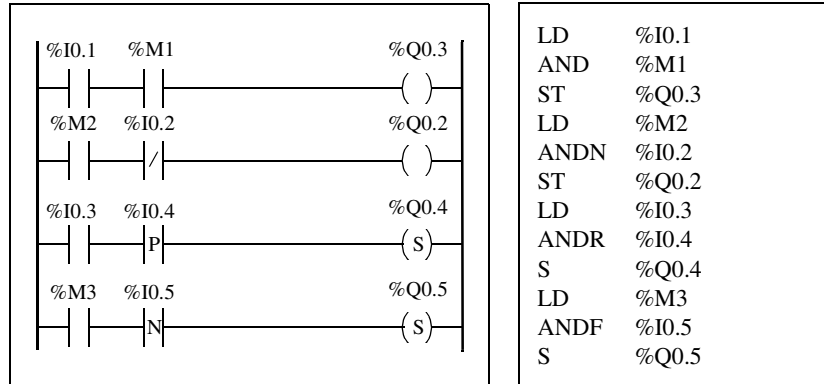 %I0.1 %M1 %Q0.3
%M2 %I0.2 %Q0.2
/
%I0.3 %I0.4 %Q0.4
P S
%M3 %I0.5 %Q0.5
N S
LD %I0.1
AND %M1
ST %Q0.3
LD %M2
ANDN %I0.2
ST %Q0.2
LD %I0.3
ANDR %I0.4
S %Q0.4
LD %M3
ANDF %I0.5
S %Q0.5